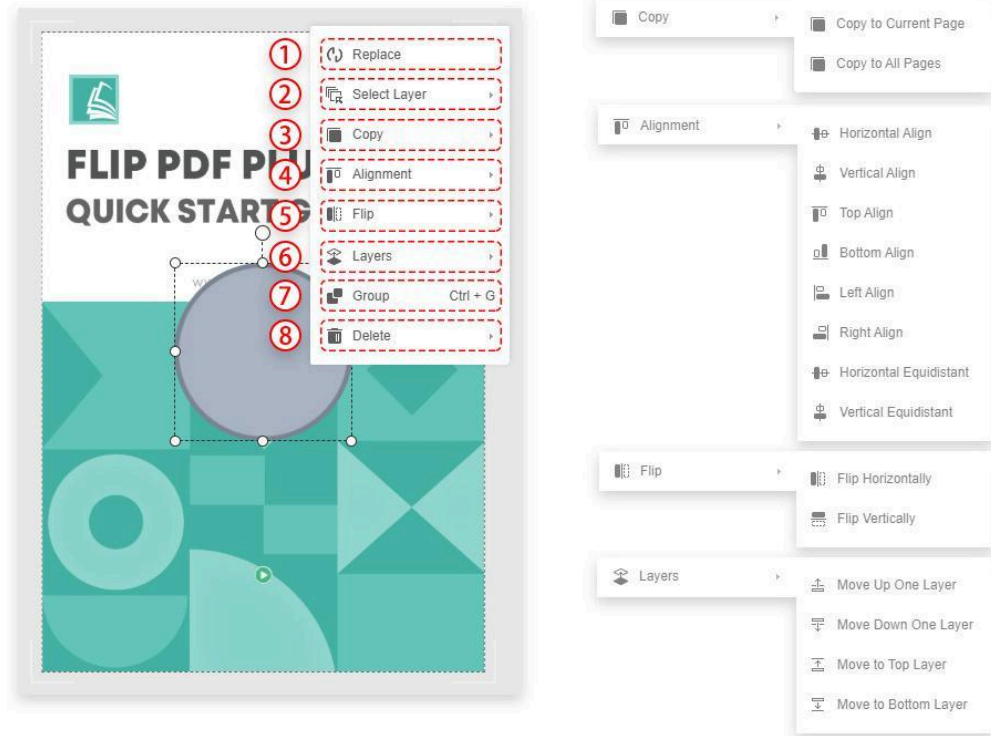 FLIP PDF PLU
QUICK START G
① Replace
② Select Layer
③ Copy
④ Alignment
⑤ Flip
⑥ Layers
⑦ Group Ctrl + G
⑧ Delete
Copy
Copy to Current Page
Copy to All Pages
Alignment
Horizontal Align
Vertical Align
Top Align
Bottom Align
Left Align
Right Align
Horizontal Equidistant
Vertical Equidistant
Flip
Flip Horizontally
Flip Vertically
Layers
Move Up One Layer
Move Down One Layer
Move to Top Layer
Move to Bottom Layer